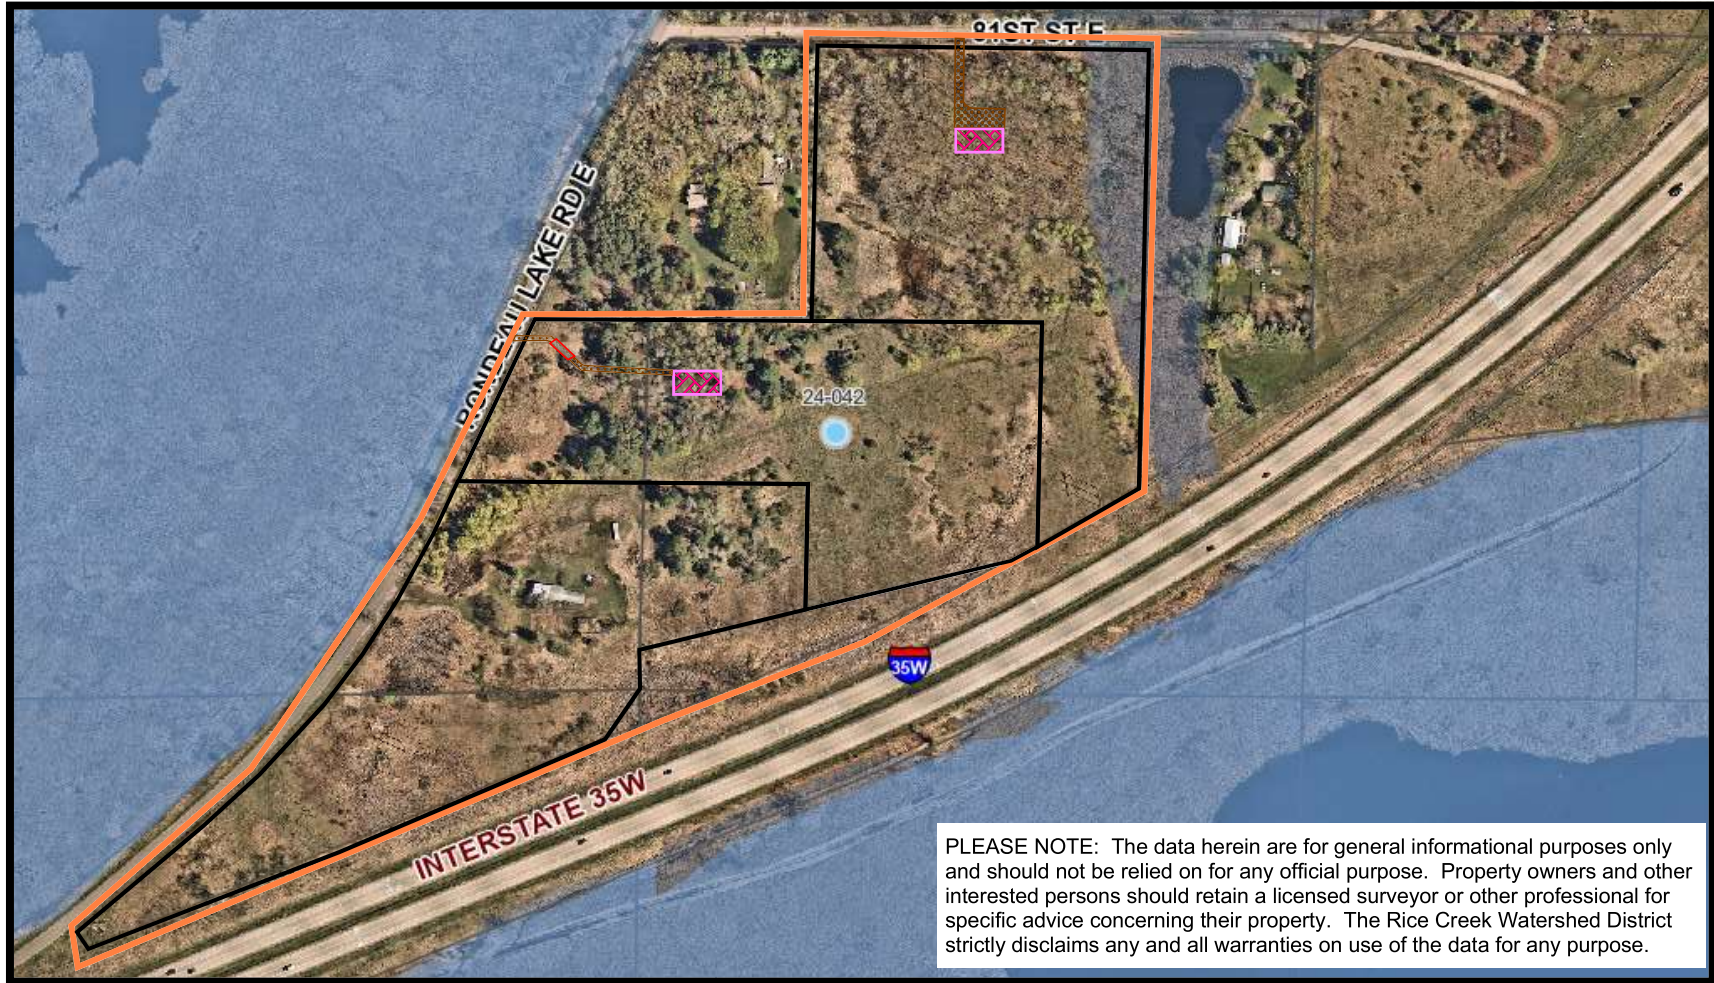 81ST ST E
RONDEAU LAKE RD E
24-042
35W
INTERSTATE 35W
PLEASE NOTE: The data herein are for general informational purposes only
and should not be relied on for any official purpose. Property owners and other
interested persons should retain a licensed surveyor or other professional for
specific advice concerning their property. The Rice Creek Watershed District
strictly disclaims any and all warranties on use of the data for any purpose.